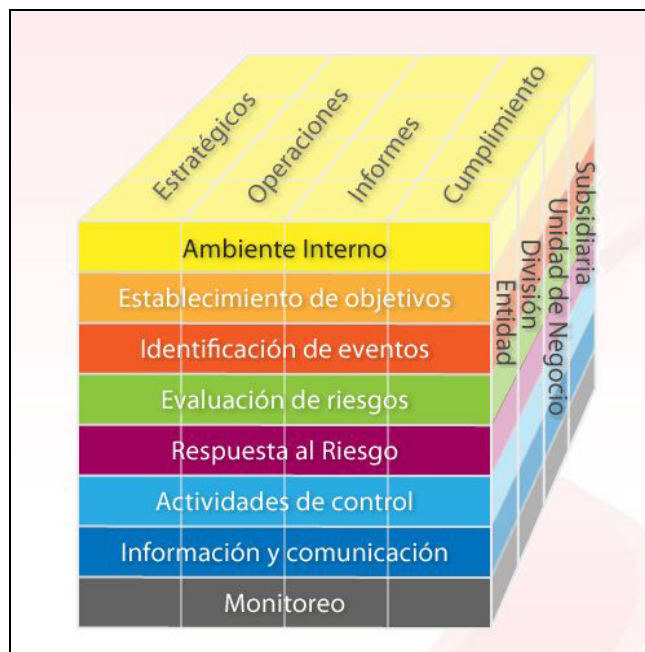 Estratégicos
Operaciones
Informes
Cumplimiento
Ambiente Interno
Establecimiento de objetivos
Identificación de eventos
Evaluación de riesgos
Respuesta al Riesgo
Actividades de control
Información y comunicación
Monitoreo
Entidad
División
Unidad de Negocio
Subsidiaria